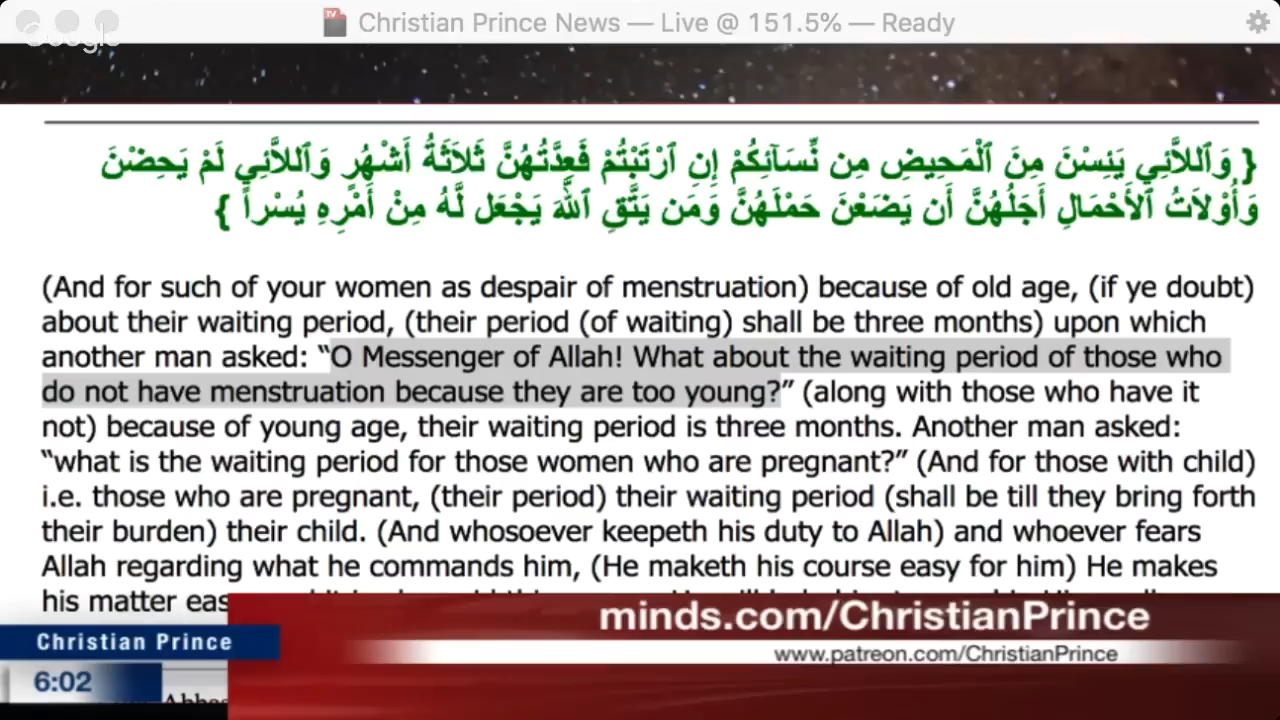 TV
Christian Prince News — Live @ 151.5% — Ready
Google
{ وَٱللاَّئِي يَئِسْنَ مِنَ ٱلْمَحِيضِ مِن نِّسَآئِكُمْ إِنِ ٱرْتَبْتُمْ فَعِدَّتُهُنَّ ثَلاَثَةُ أَشْهُرٍ وَٱللاَّئِي لَمْ يَحِضْنَ
وَأُوْلاَتُ ٱلأَحْمَالِ أَجَلُهُنَّ أَن يَضَعْنَ حَمْلَهُنَّ وَمَن يَتَّقِ ٱللَّهَ يَجْعَل لَّهُ مِنْ أَمْرِهِ يُسْراً }
(And for such of your women as despair of menstruation) because of old age, (if ye doubt)
about their waiting period, (their period (of waiting) shall be three months) upon which
another man asked: “O Messenger of Allah! What about the waiting period of those who
do not have menstruation because they are too young?” (along with those who have it
not) because of young age, their waiting period is three months. Another man asked:
“what is the waiting period for those women who are pregnant?” (And for those with child)
i.e. those who are pregnant, (their period) their waiting period (shall be till they bring forth
their burden) their child. (And whosoever keepeth his duty to Allah) and whoever fears
Allah regarding what he commands him, (He maketh his course easy for him) He makes
his matter
minds.com/ChristianPrince
Christian Prince
www.patreon.com/ChristianPrince
6:02